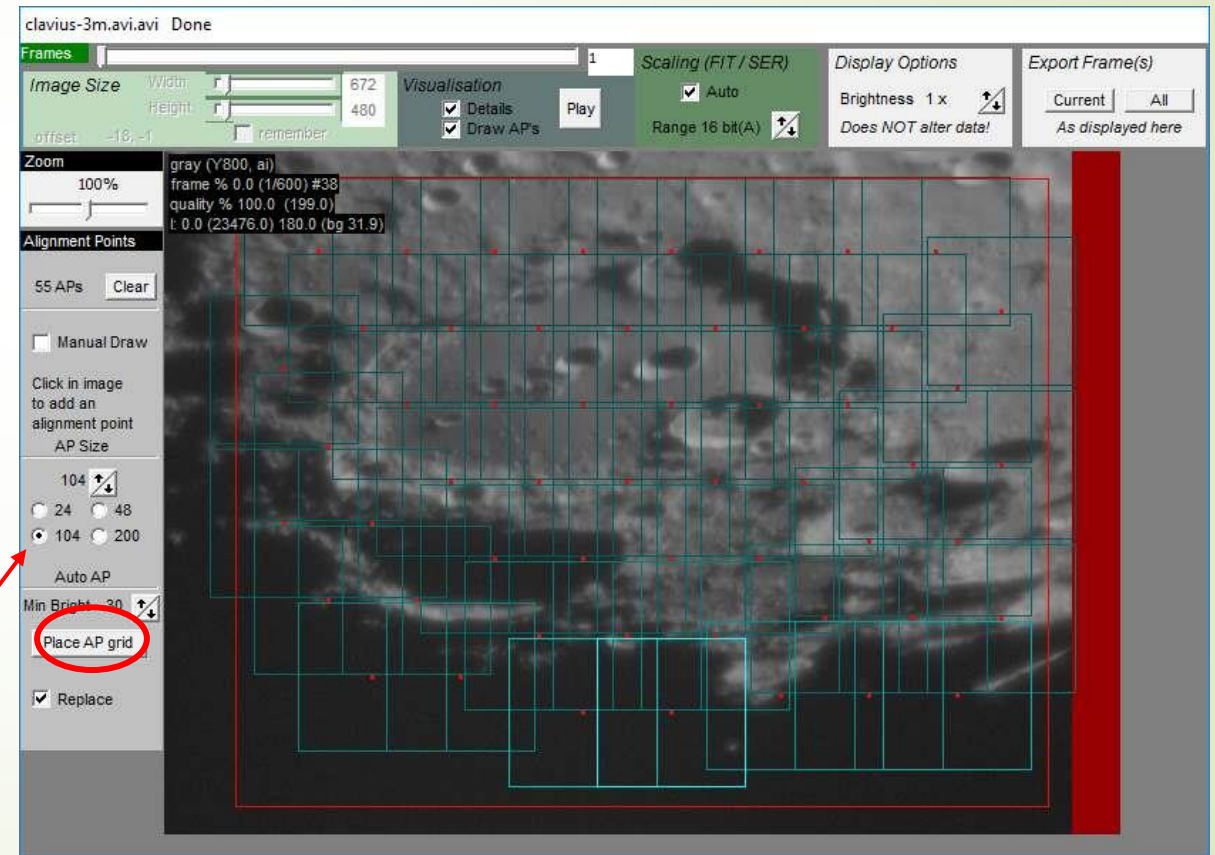 clavius-3m.avi.avi Done
Frames 1
Image Size Width: 672
Height: 480
offset -18, -1 remember
Visualisation
Details
Draw AP's
Play
Scaling (FIT / SER)
Auto
Range 16 bit(A)
Display Options
Brightness 1 x
Does NOT alter data!
Export Frame(s)
Current All
As displayed here
Zoom
100%
Alignment Points
55 APs Clear
Manual Draw
Click in image
to add an
alignment point
AP Size
104
24 48
104 200
Auto AP
Min Bright 30
Place AP grid
Replace
gray (Y800, ai)
frame % 0.0 (1/600) #38
quality % 100.0 (199.0)
l: 0.0 (23476.0) 180.0 (bg 31.9)